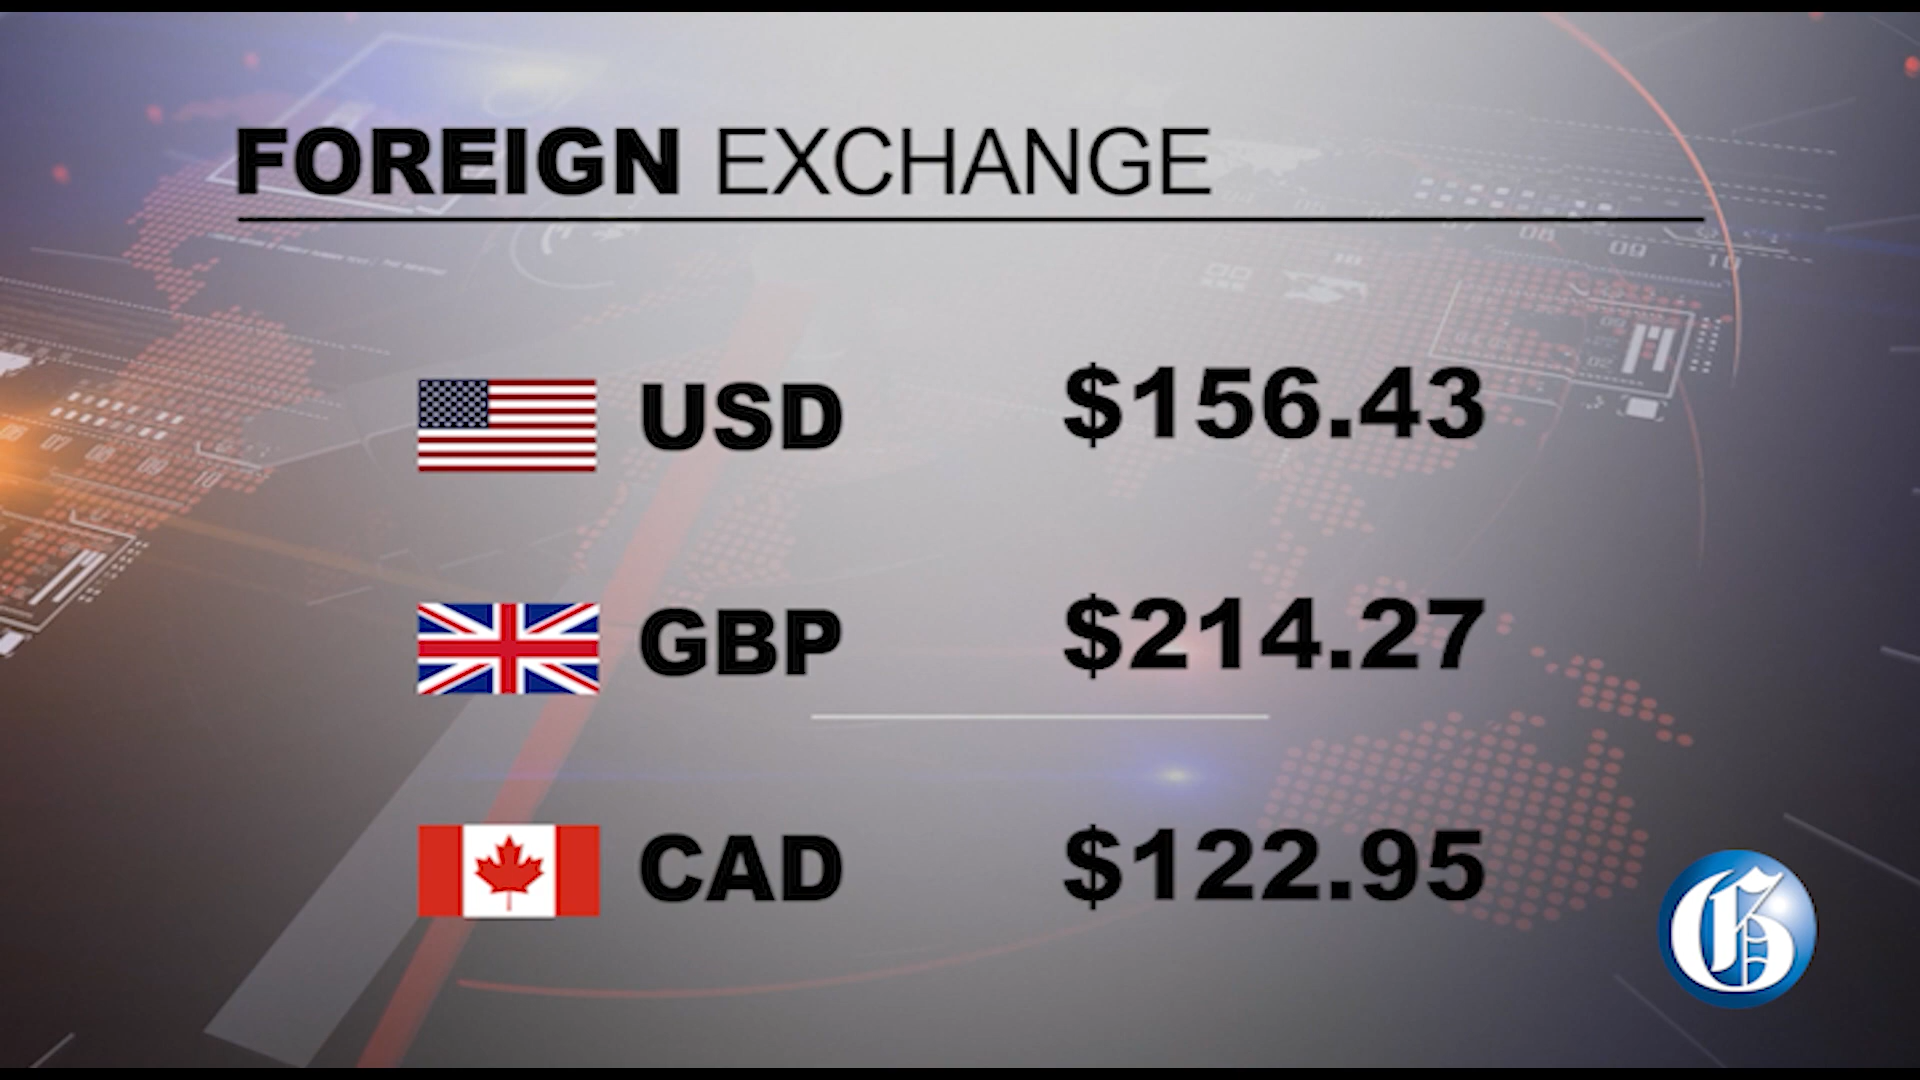 FOREIGN EXCHANGE
USD $156.43
GBP $214.27
CAD $122.95
G